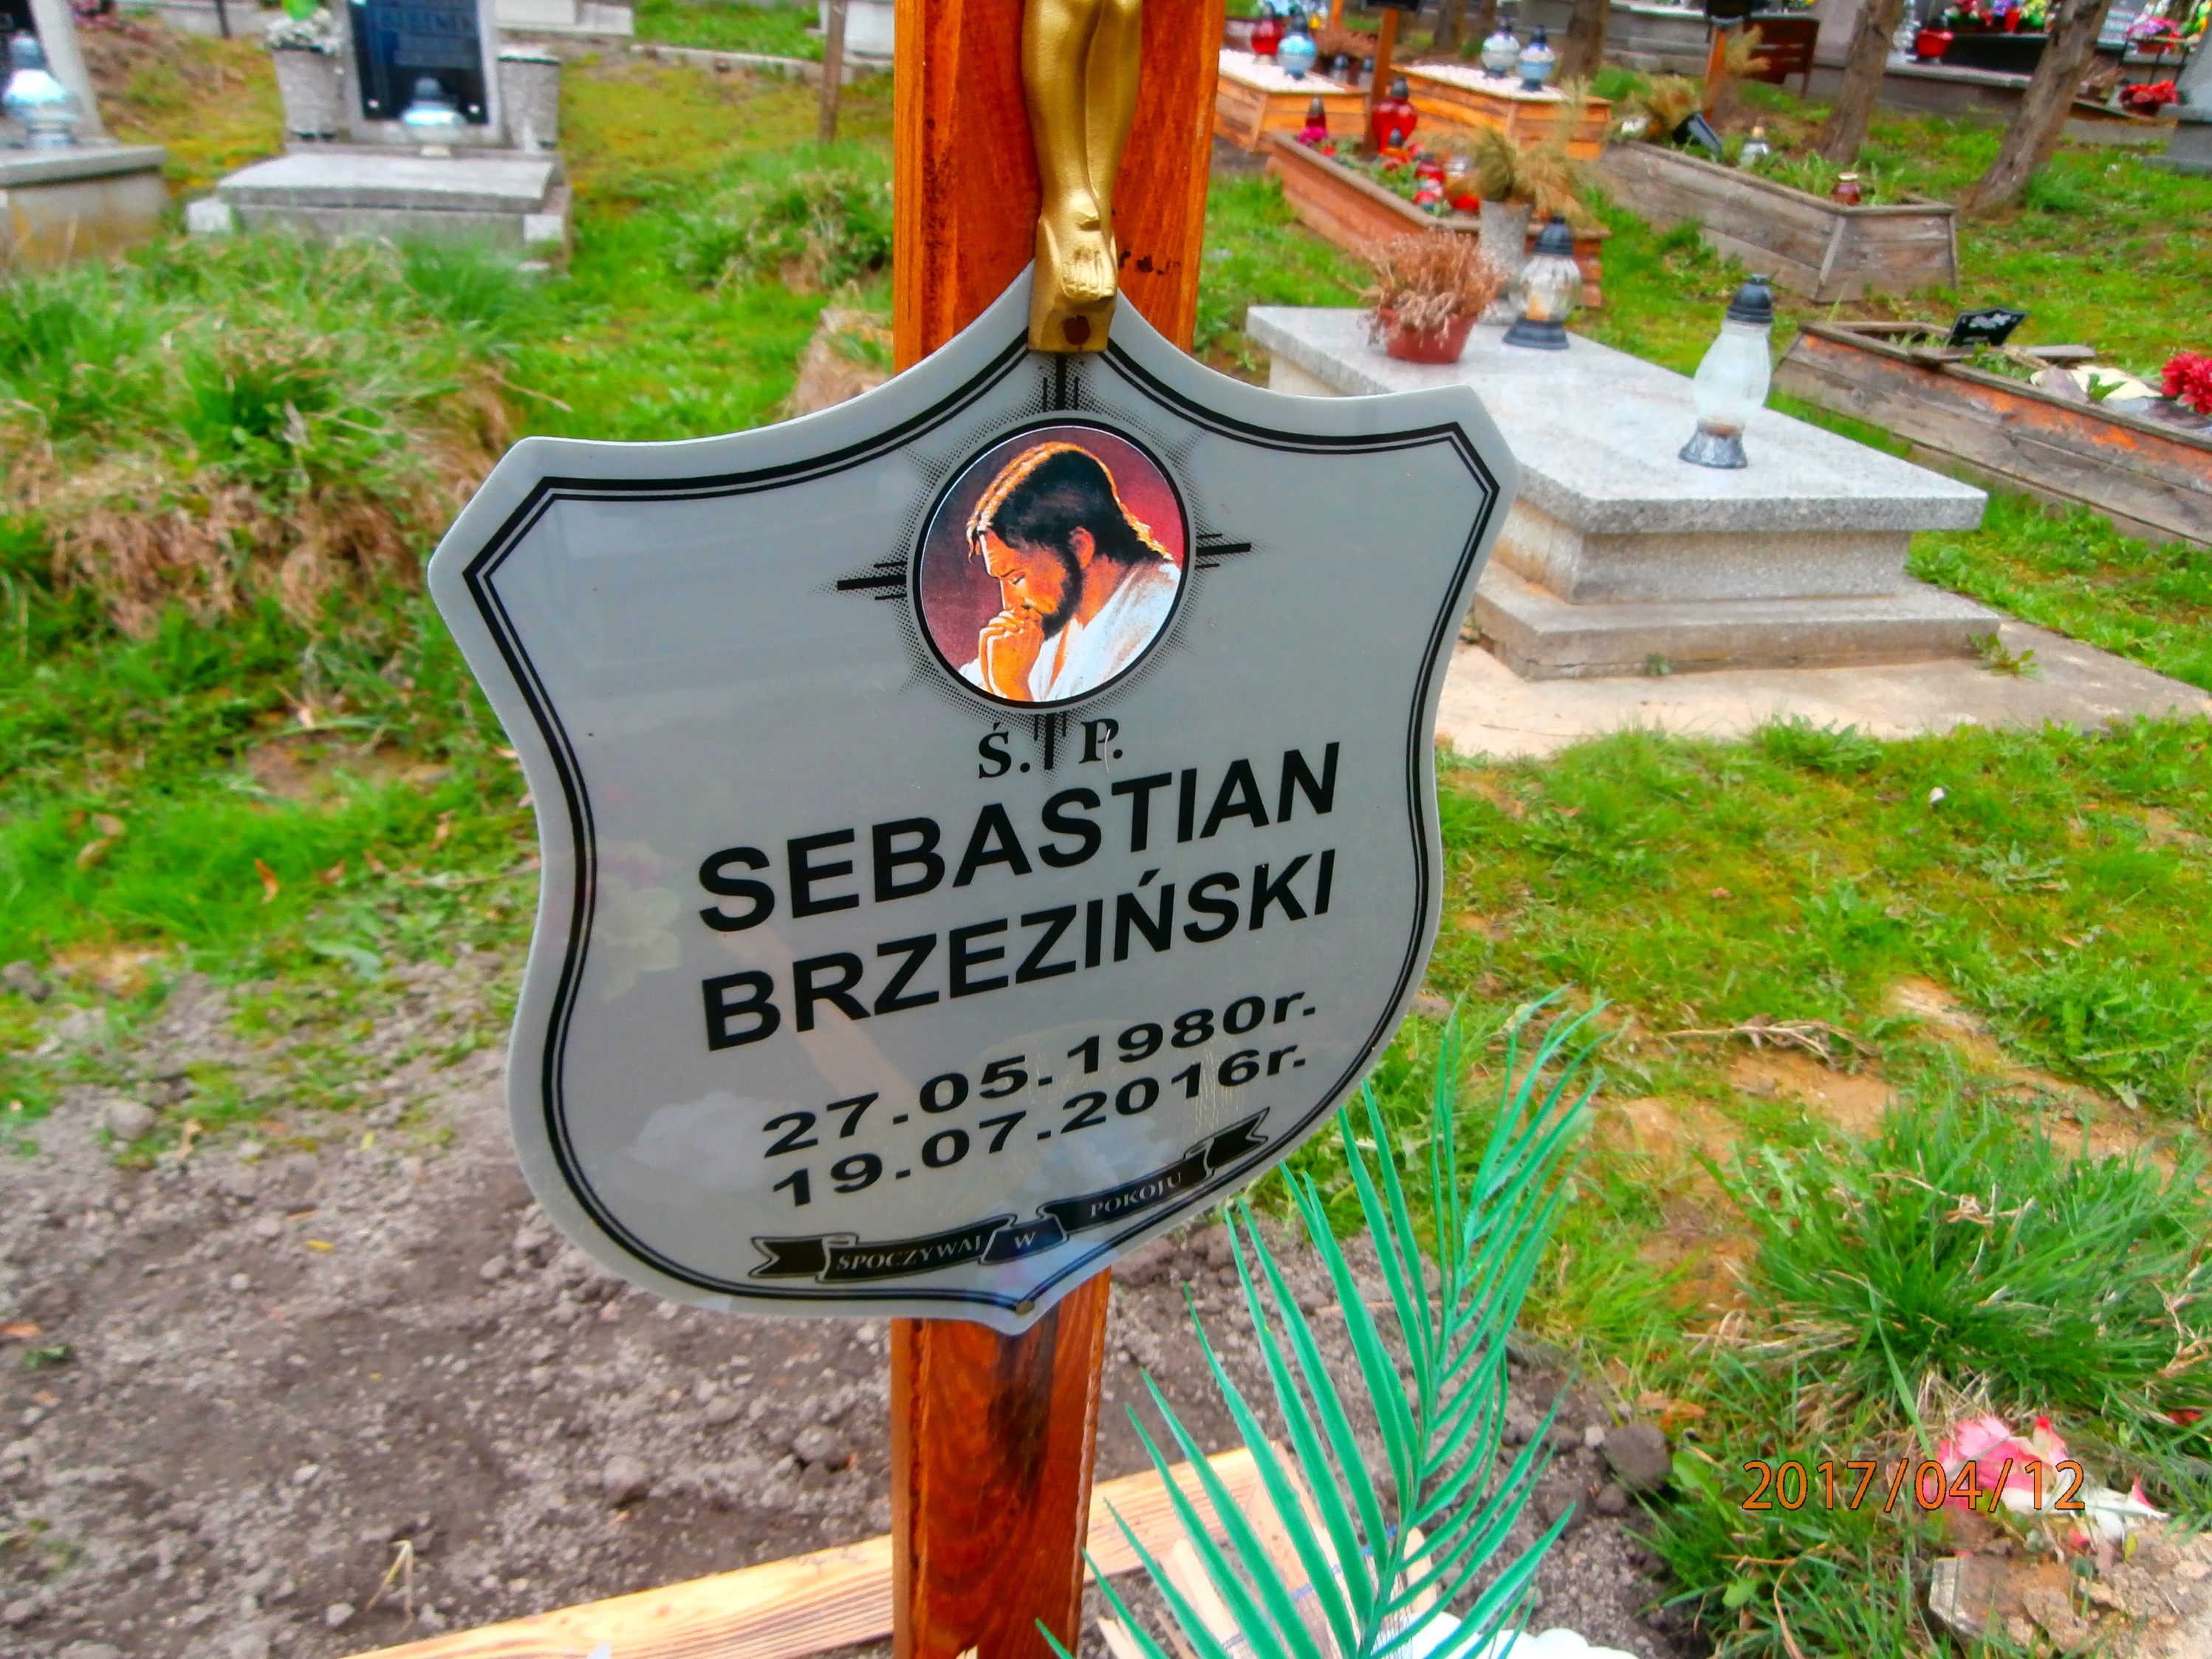 Ś. P.
SEBASTIAN
BRZEZIŃSKI
27.05.1980r.
19.07.2016r.
SPOCZYWAJ W POKOJU
2017/04/12